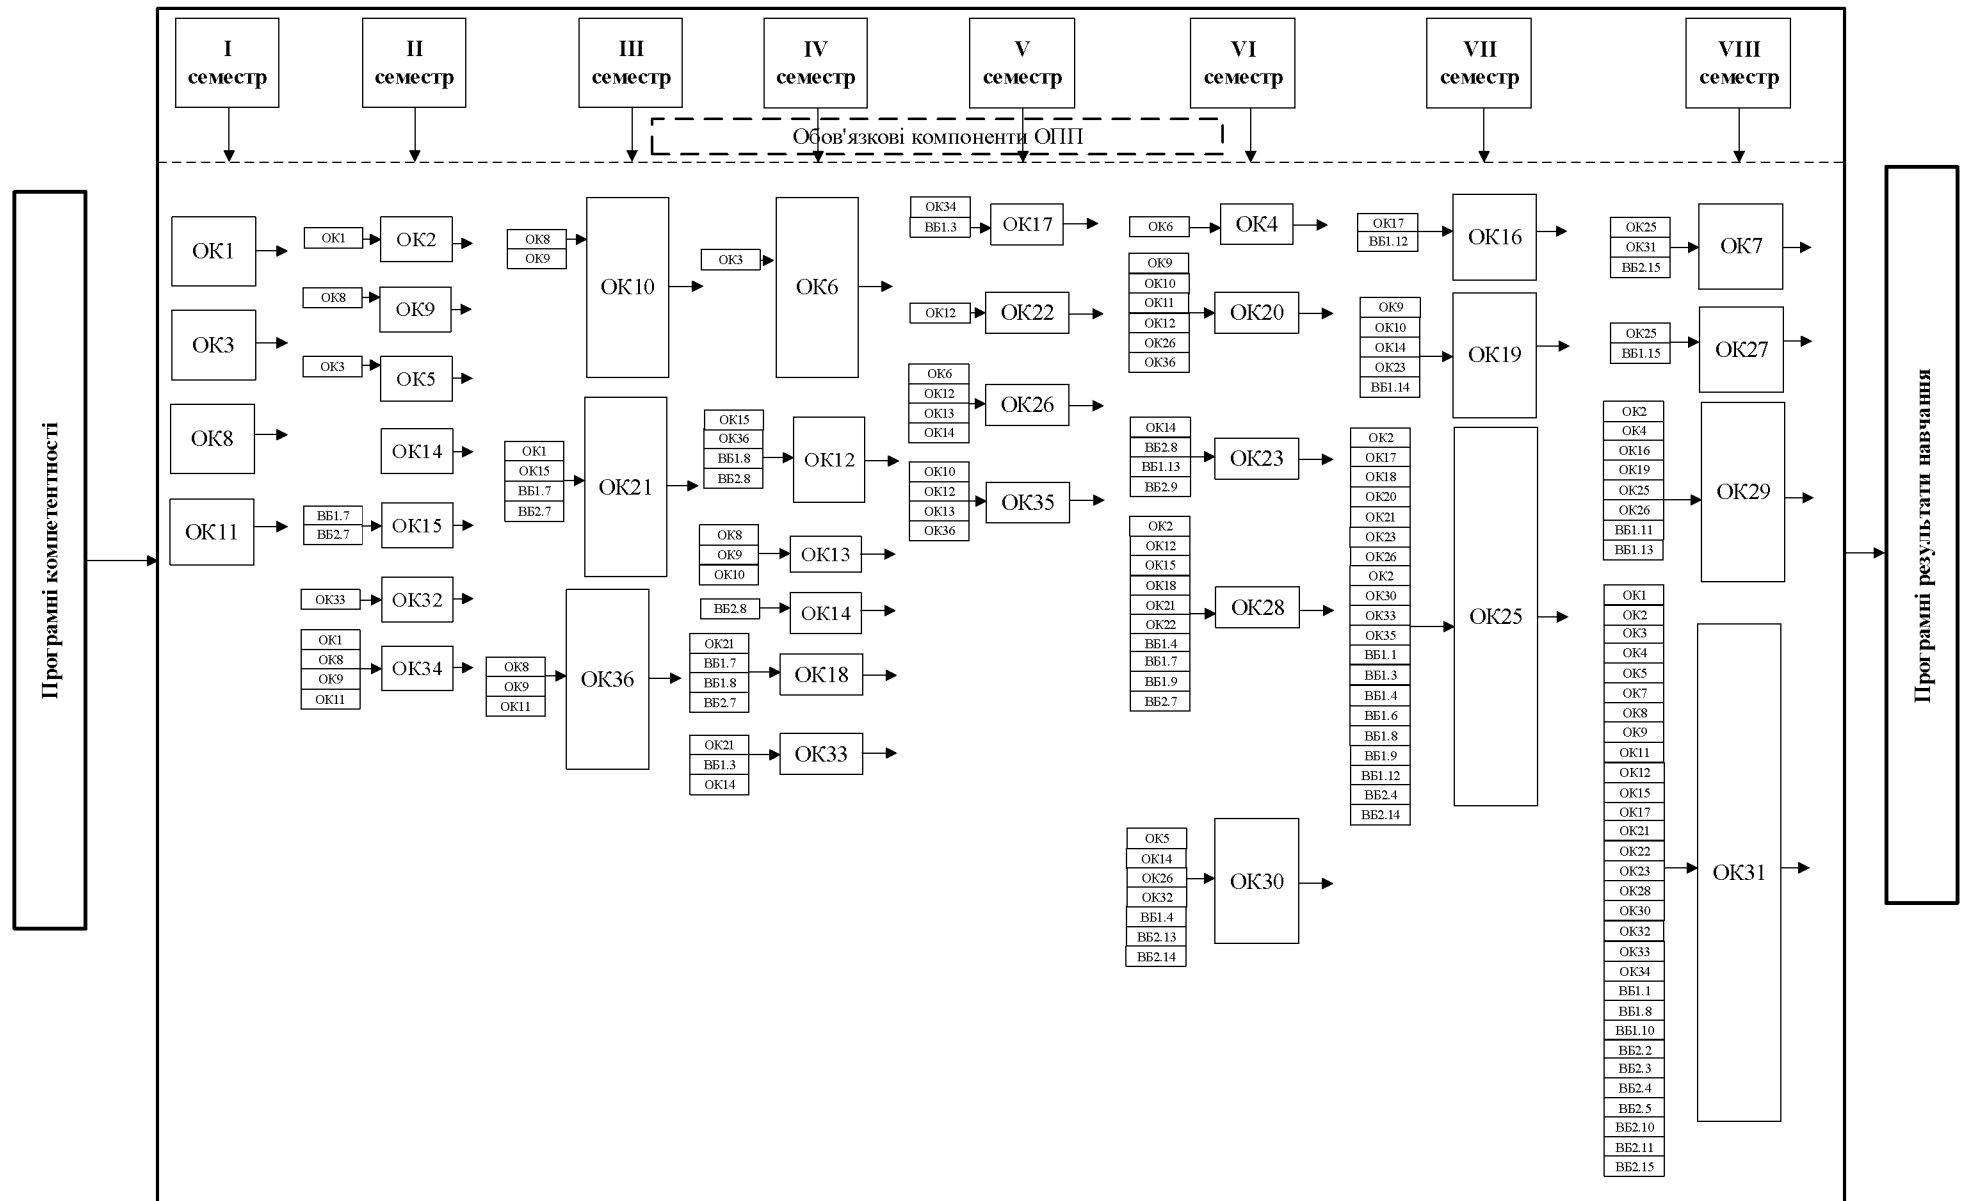 I
семестр
II
семестр
III
семестр
IV
семестр
V
семестр
VI
семестр
VII
семестр
VIII
семестр
Обов'язкові компоненти ОПП
Програмні компетентності
ОК1
ОК3
ОК8
ОК11
ОК1
ОК2
ОК8
ОК9
ОК3
ОК5
ОК14
ВБ1.7
ВБ2.7
ОК15
ОК33
ОК32
ОК1
ОК8
ОК9
ОК11
ОК34
ОК8
ОК9
ОК10
ОК1
ОК15
ВБ1.7
ВБ2.7
ОК21
ОК8
ОК9
ОК11
ОК36
ОК3
ОК6
ОК15
ОК36
ВБ1.8
ВБ2.8
ОК12
ОК8
ОК9
ОК10
ОК13
ВБ2.8
ОК14
ОК21
ВБ1.7
ВБ1.8
ВБ2.7
ОК18
ОК21
ВБ1.3
ОК14
ОК33
ОК34
ВБ1.3
ОК17
ОК12
ОК22
ОК6
ОК12
ОК13
ОК14
ОК26
ОК10
ОК12
ОК13
ОК36
ОК35
ОК6
ОК4
ОК9
ОК10
ОК11
ОК12
ОК26
ОК36
ОК20
ОК14
ВБ2.8
ВБ1.13
ВБ2.9
ОК23
ОК2
ОК12
ОК15
ОК18
ОК21
ОК22
ВБ1.4
ВБ1.7
ВБ1.9
ВБ2.7
ОК28
ОК5
ОК14
ОК26
ОК32
ВБ1.4
ВБ2.13
ВБ2.14
ОК30
ОК17
ВБ1.12
ОК16
ОК9
ОК10
ОК14
ОК23
ВБ1.14
ОК19
ОК2
ОК17
ОК18
ОК20
ОК21
ОК23
ОК26
ОК2
ОК30
ОК33
ОК35
ВБ1.1
ВБ1.3
ВБ1.4
ВБ1.6
ВБ1.8
ВБ1.9
ВБ1.12
ВБ2.4
ВБ2.14
ОК25
ОК25
ОК31
ВБ2.15
ОК7
ОК25
ВБ1.15
ОК27
ОК2
ОК4
ОК16
ОК19
ОК25
ОК26
ВБ1.11
ВБ1.13
ОК29
ОК1
ОК2
ОК3
ОК4
ОК5
ОК7
ОК8
ОК9
ОК11
ОК12
ОК15
ОК17
ОК21
ОК22
ОК23
ОК28
ОК30
ОК32
ОК33
ОК34
ВБ1.1
ВБ1.8
ВБ1.10
ВБ2.2
ВБ2.3
ВБ2.4
ВБ2.5
ВБ2.10
ВБ2.11
ВБ2.15
ОК31
Програмні результати навчання